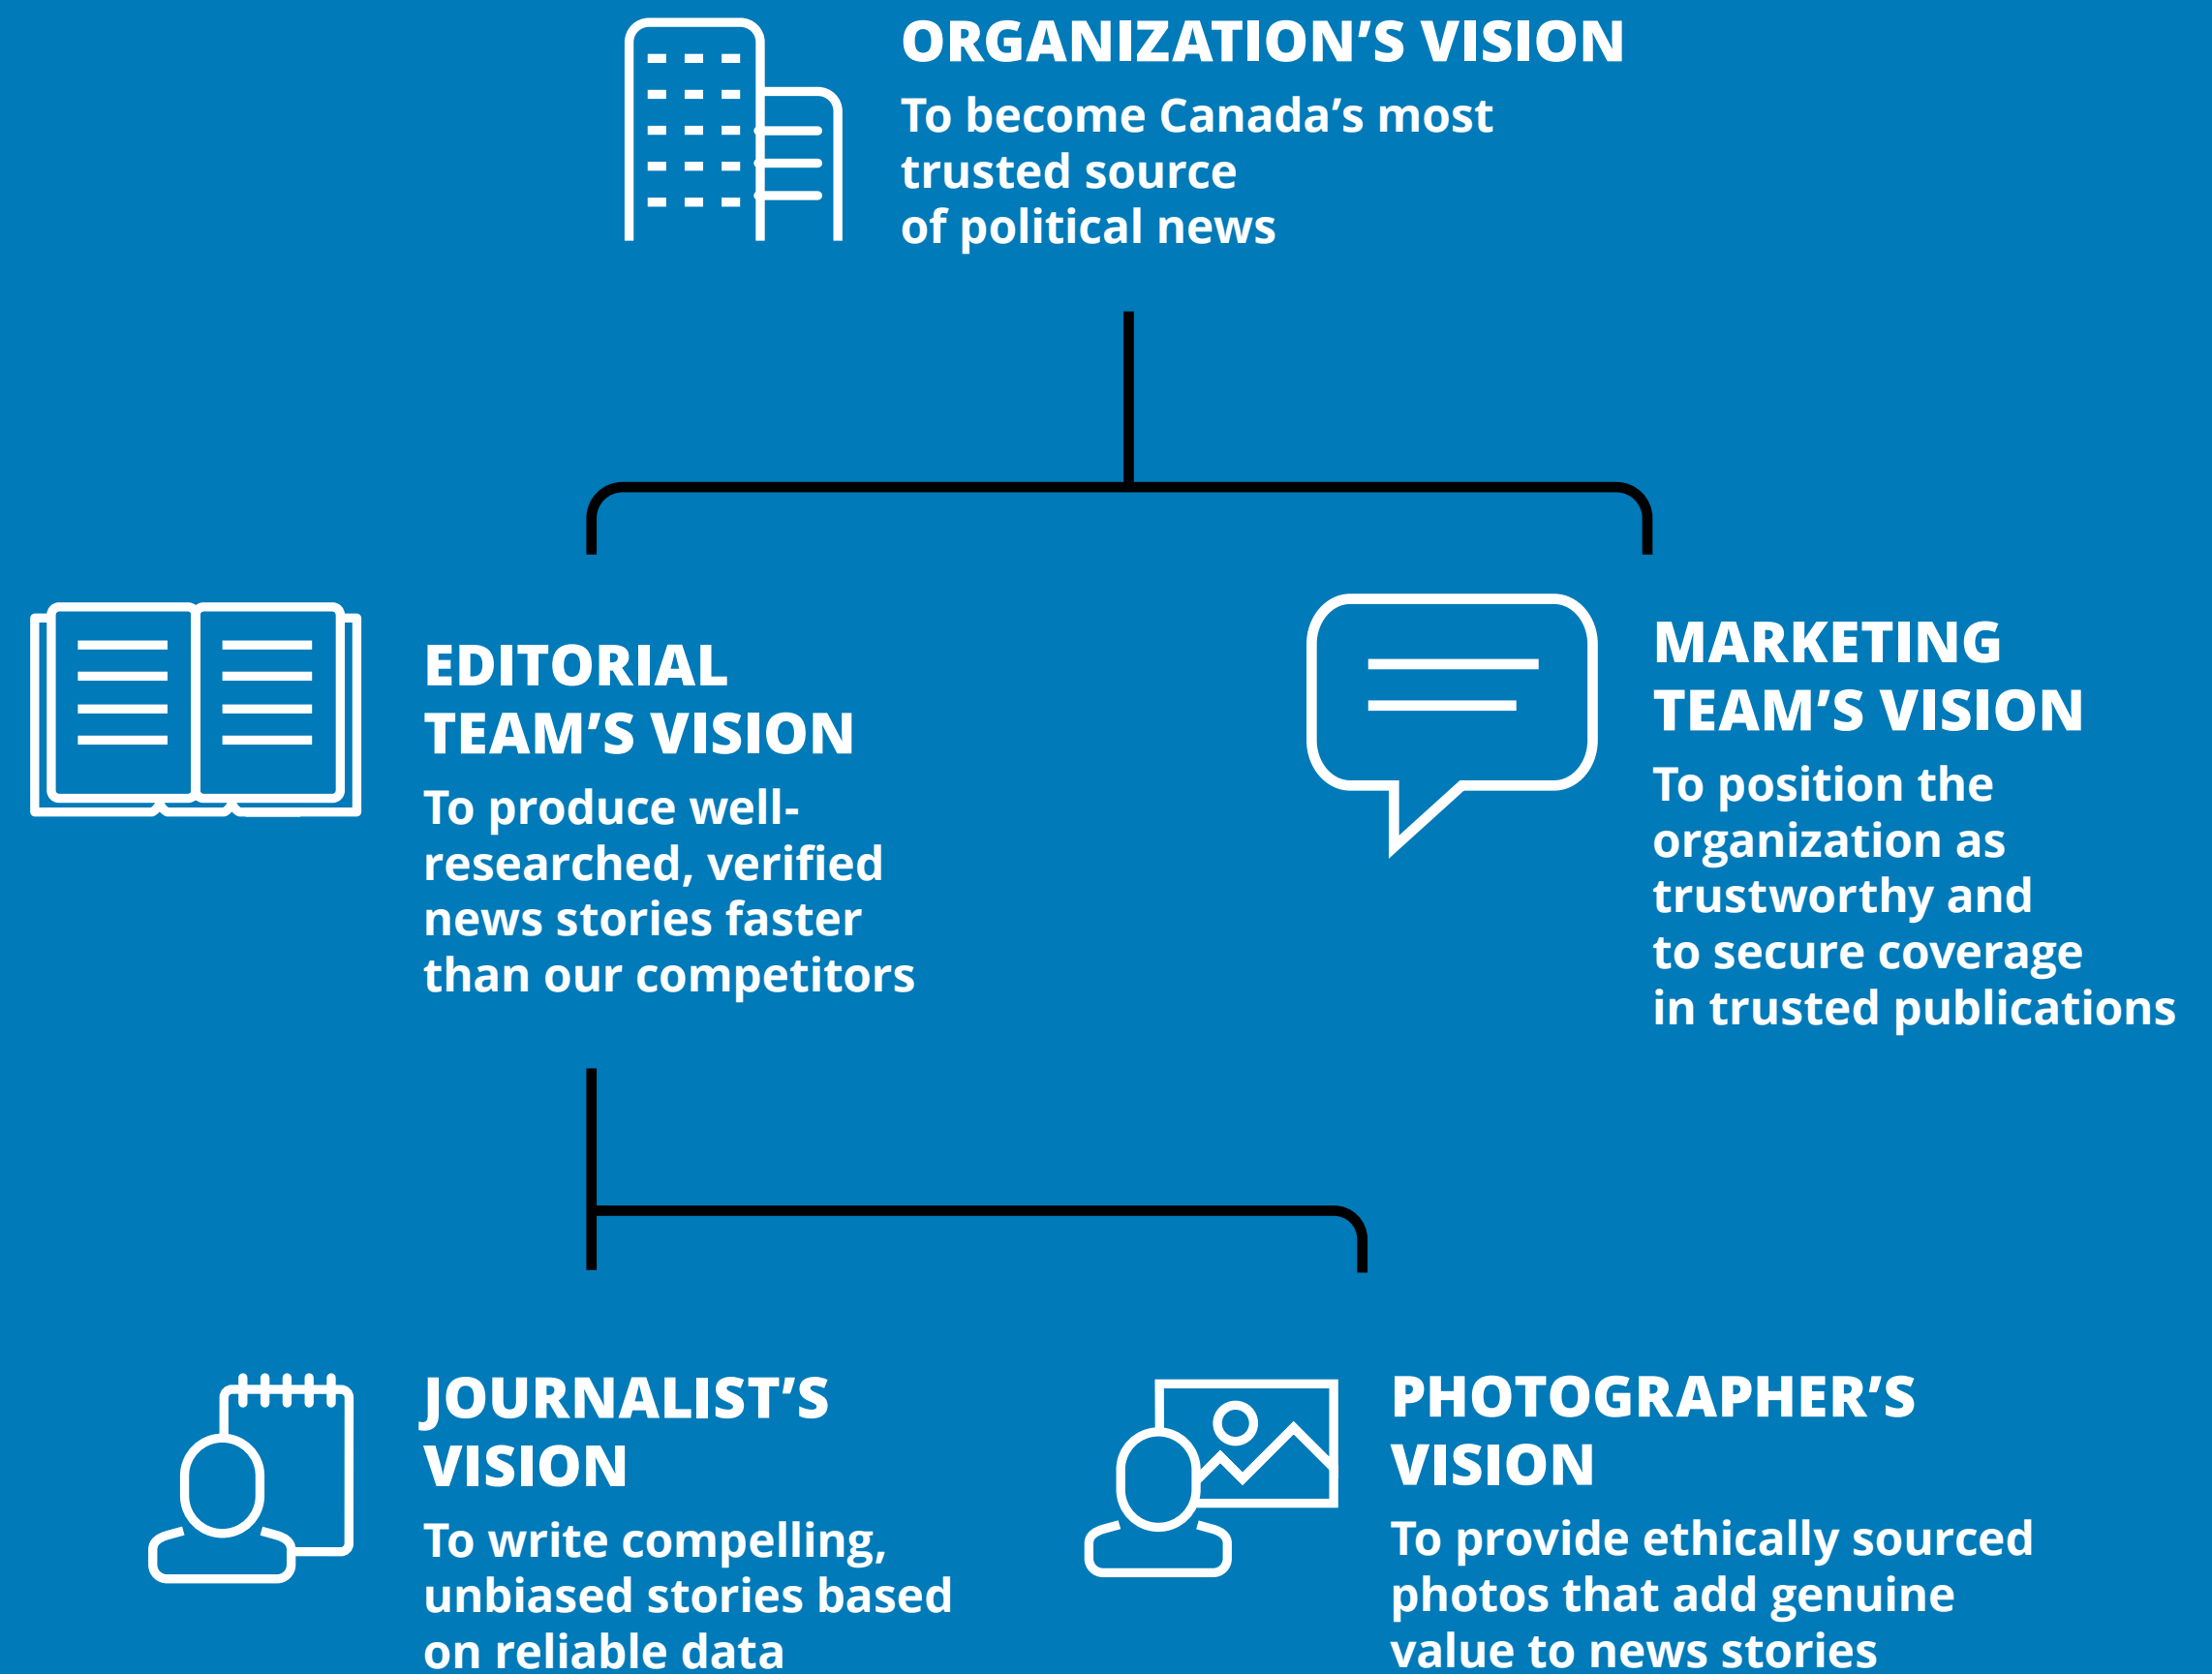 ORGANIZATION’S VISION
To become Canada’s most
trusted source
of political news
EDITORIAL
TEAM’S VISION
To produce well-
researched, verified
news stories faster
than our competitors
MARKETING
TEAM’S VISION
To position the
organization as
trustworthy and
to secure coverage
in trusted publications
JOURNALIST’S
VISION
To write compelling,
unbiased stories based
on reliable data
PHOTOGRAPHER’S
VISION
To provide ethically sourced
photos that add genuine
value to news stories